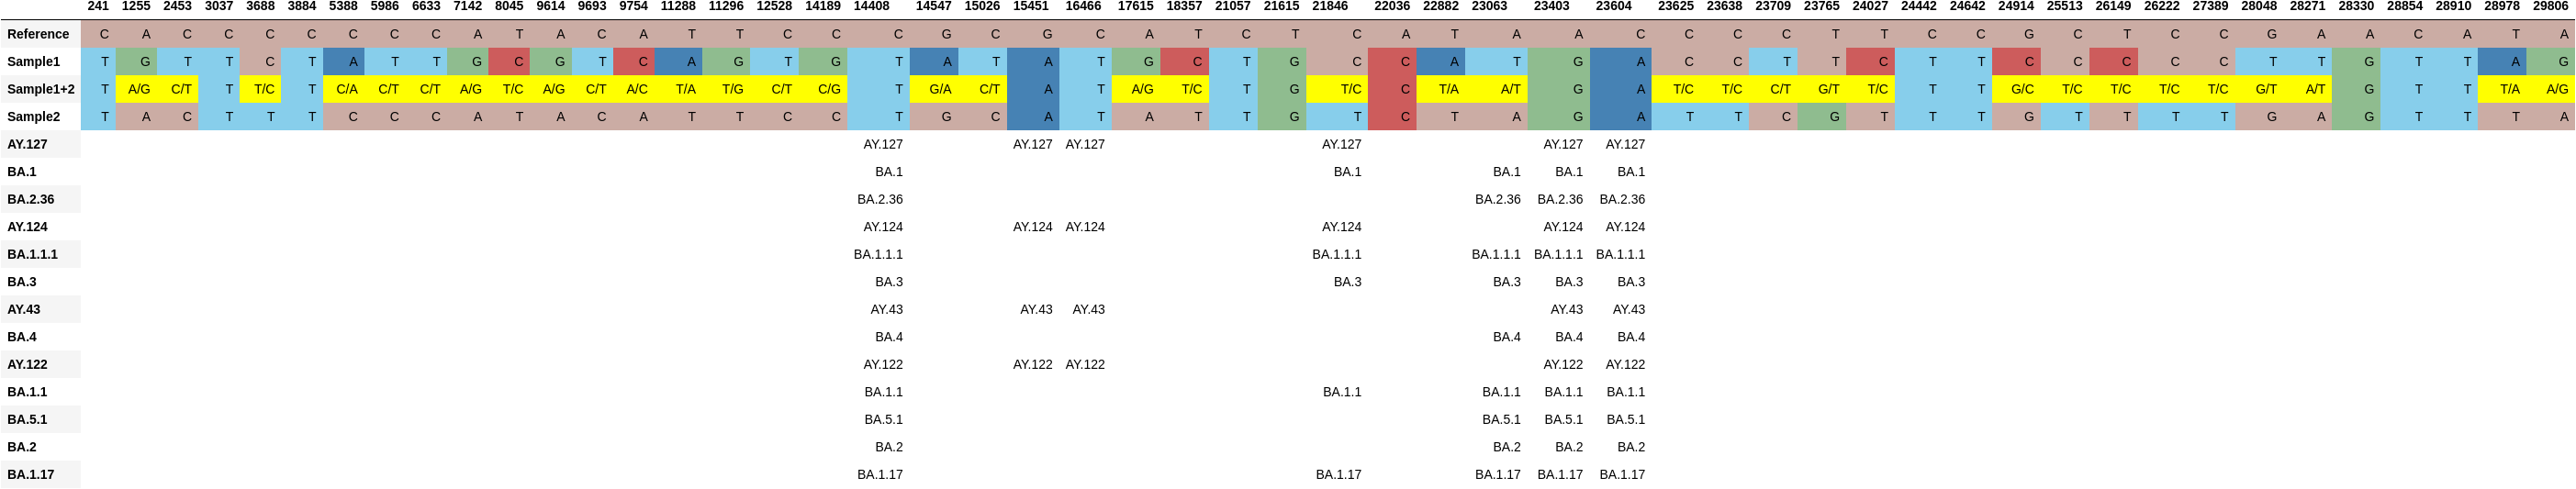 241 1255 2453 3037 3688 3884 5388 5986 6633 7142 8045 9614 9693 9754 11288 11296 12528 14189 14408 14547 15026 15451 16466 17615 18357 21057 21615 21846 22036 22882 23063 23403 23604 23625 23638 23709 23765 24027 24442 24642 24914 25513 26149 26222 27389 28048 28271 28330 28854 28910 28978 29806
Reference C A C C C C C C C A T A C A T T C C C G C G C A T C T C A T A A C C C C T T C C G C T C C G A A C A T A
Sample1 T G T T C T A T T G C G T C A G T G T A T A T G C T G C C A T G A C C T T C T T C C C C C T T G T T A G
Sample1+2 T A/G C/T T T/C T C/A C/T C/T A/G T/C A/G C/T A/C T/A T/G C/T C/G T G/A C/T A T A/G T/C T G T/C C T/A A/T G A T/C T/C C/T G/T T/C T T G/C T/C T/C T/C T/C G/T A/T G T T T/A A/G
Sample2 T A C T T T C C C A T A C A T T C C T G C A T A T T G T C T A G A T T C G T T T G T T T T G A G T T T A
AY.127 AY.127 AY.127 AY.127 AY.127 AY.127 AY.127
BA.1 BA.1 BA.1 BA.1 BA.1 BA.1
BA.2.36 BA.2.36 BA.2.36 BA.2.36 BA.2.36
AY.124 AY.124 AY.124 AY.124 AY.124 AY.124 AY.124
BA.1.1.1 BA.1.1.1 BA.1.1.1 BA.1.1.1 BA.1.1.1 BA.1.1.1
BA.3 BA.3 BA.3 BA.3 BA.3 BA.3
AY.43 AY.43 AY.43 AY.43 AY.43 AY.43
BA.4 BA.4 BA.4 BA.4 BA.4
AY.122 AY.122 AY.122 AY.122 AY.122 AY.122
BA.1.1 BA.1.1 BA.1.1 BA.1.1 BA.1.1 BA.1.1
BA.5.1 BA.5.1 BA.5.1 BA.5.1 BA.5.1
BA.2 BA.2 BA.2 BA.2 BA.2
BA.1.17 BA.1.17 BA.1.17 BA.1.17 BA.1.17 BA.1.17